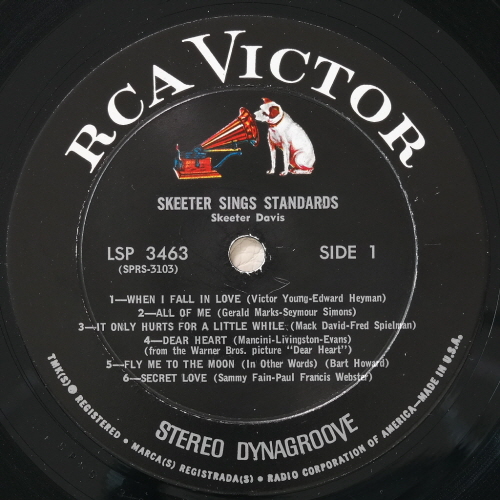 RCA VICTOR
SKEETER SINGS STANDARDS
Skeeter Davis
LSP 3463 SIDE 1
(SPRS-3103)
1—WHEN I FALL IN LOVE (Victor Young-Edward Heyman)
2—ALL OF ME (Gerald Marks-Seymour Simons)
3—IT ONLY HURTS FOR A LITTLE WHILE (Mack David-Fred Spielman)
4—DEAR HEART (Mancini-Livingston-Evans)
(from the Warner Bros. picture "Dear Heart")
5—FLY ME TO THE MOON (In Other Words) (Bart Howard)
6—SECRET LOVE (Sammy Fain-Paul Francis Webster)
STEREO DYNAGROOVE
TMK(S) ® REGISTERED • MARCA(S) REGISTRADA(S) • RADIO CORPORATION OF AMERICA—MADE IN U.S.A.